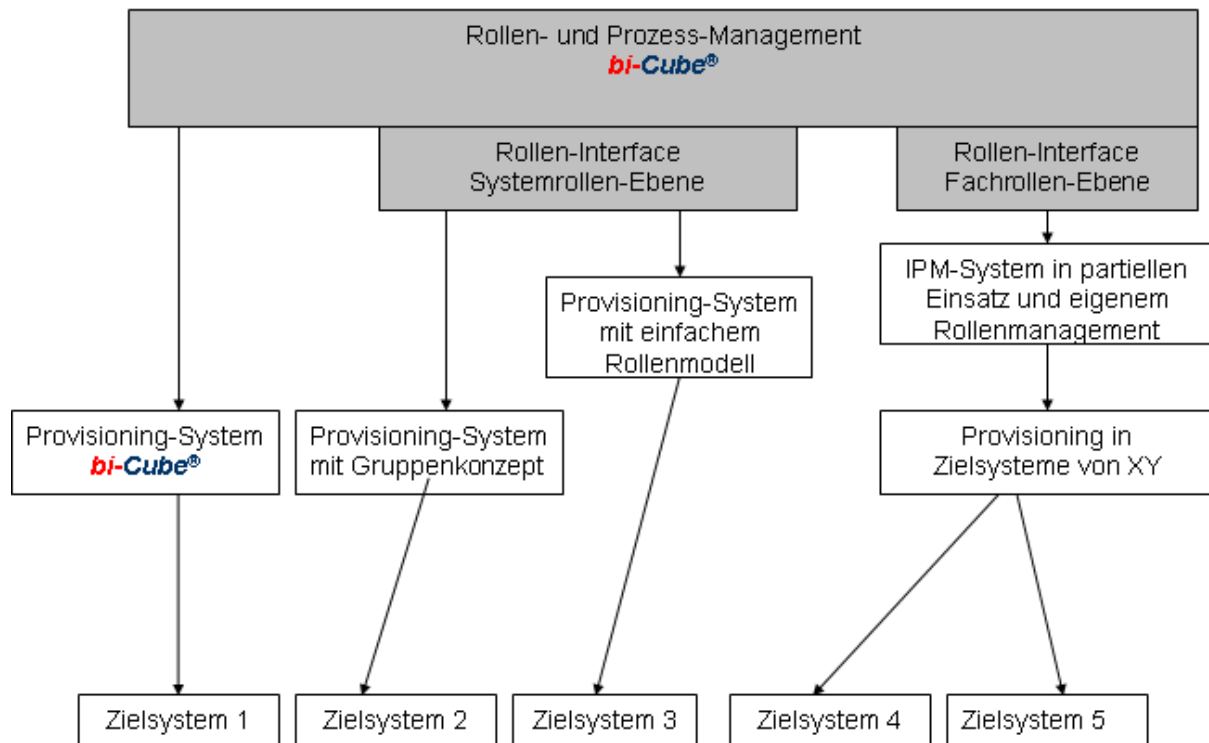 Rollen- und Prozess-Management
bi-Cube®
Rollen-Interface
Systemrollen-Ebene
Rollen-Interface
Fachrollen-Ebene
IPM-System in partiellen
Einsatz und eigenem
Rollenmanagement
Provisioning-System
mit einfachem
Rollenmodell
Provisioning-System
bi-Cube®
Provisioning-System
mit Gruppenkonzept
Provisioning in
Zielsysteme von XY
Zielsystem 1
Zielsystem 2
Zielsystem 3
Zielsystem 4
Zielsystem 5